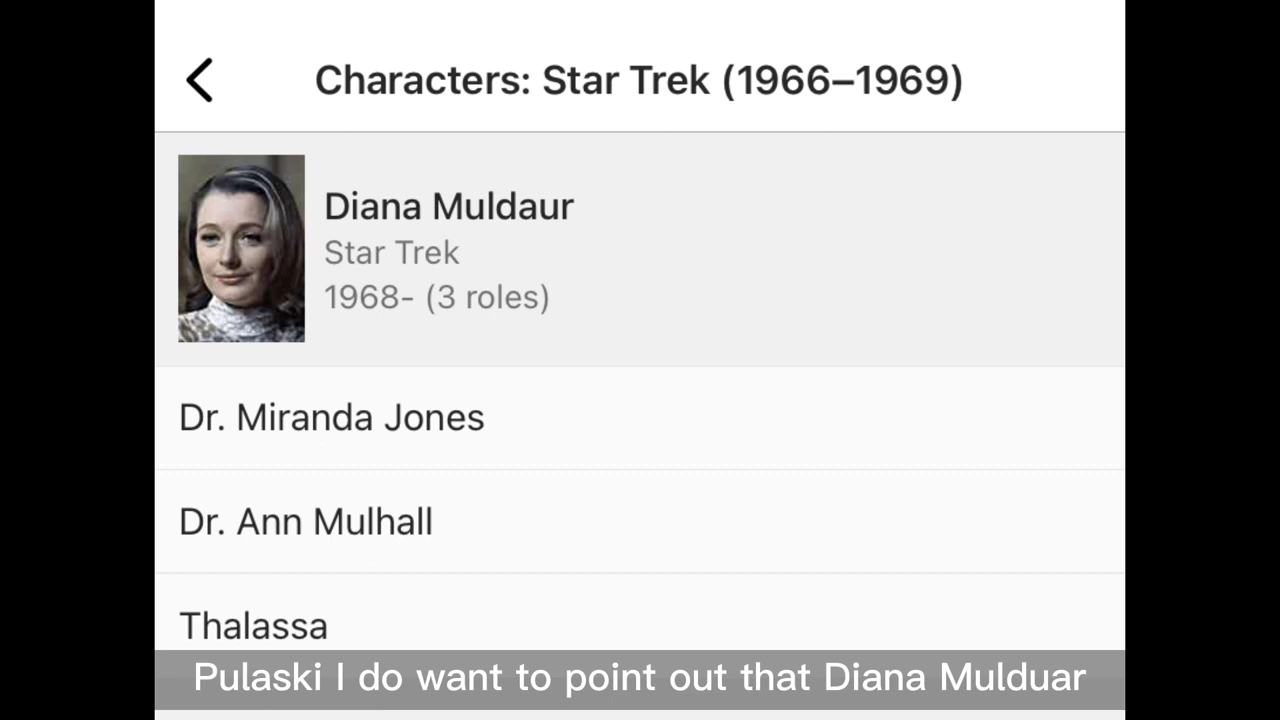 Characters: Star Trek (1966–1969)
Diana Muldaur
Star Trek
1968- (3 roles)
Dr. Miranda Jones
Dr. Ann Mulhall
Thalassa
Pulaski I do want to point out that Diana Mulduar